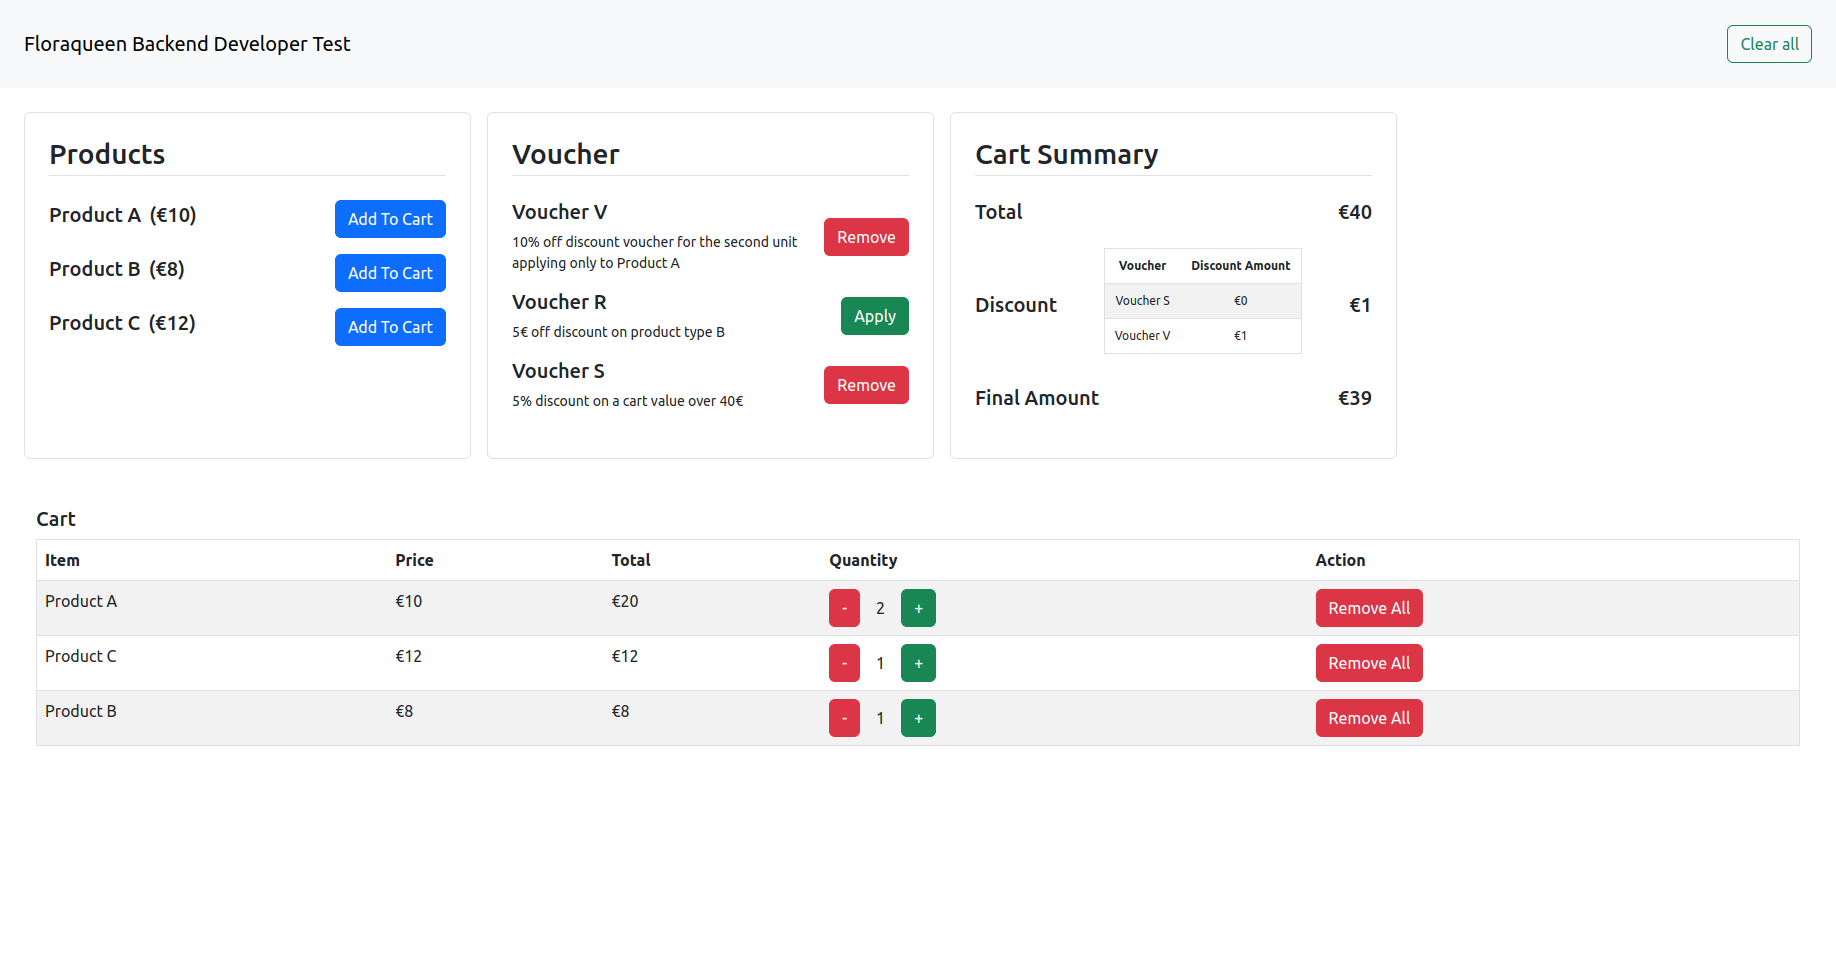 Floraqueen Backend Developer Test
Clear all
Products
Product A (€10)
Add To Cart
Product B (€8)
Add To Cart
Product C (€12)
Add To Cart
Voucher
Voucher V
10% off discount voucher for the second unit
applying only to Product A
Remove
Voucher R
5€ off discount on product type B
Apply
Voucher S
5% discount on a cart value over 40€
Remove
Cart Summary
Total €40
Discount
Voucher Discount Amount
Voucher S €0
Voucher V €1
€1
Final Amount €39
Cart
Item Price Total Quantity Action
Product A €10 €20 - 2 + Remove All
Product C €12 €12 - 1 + Remove All
Product B €8 €8 - 1 + Remove All